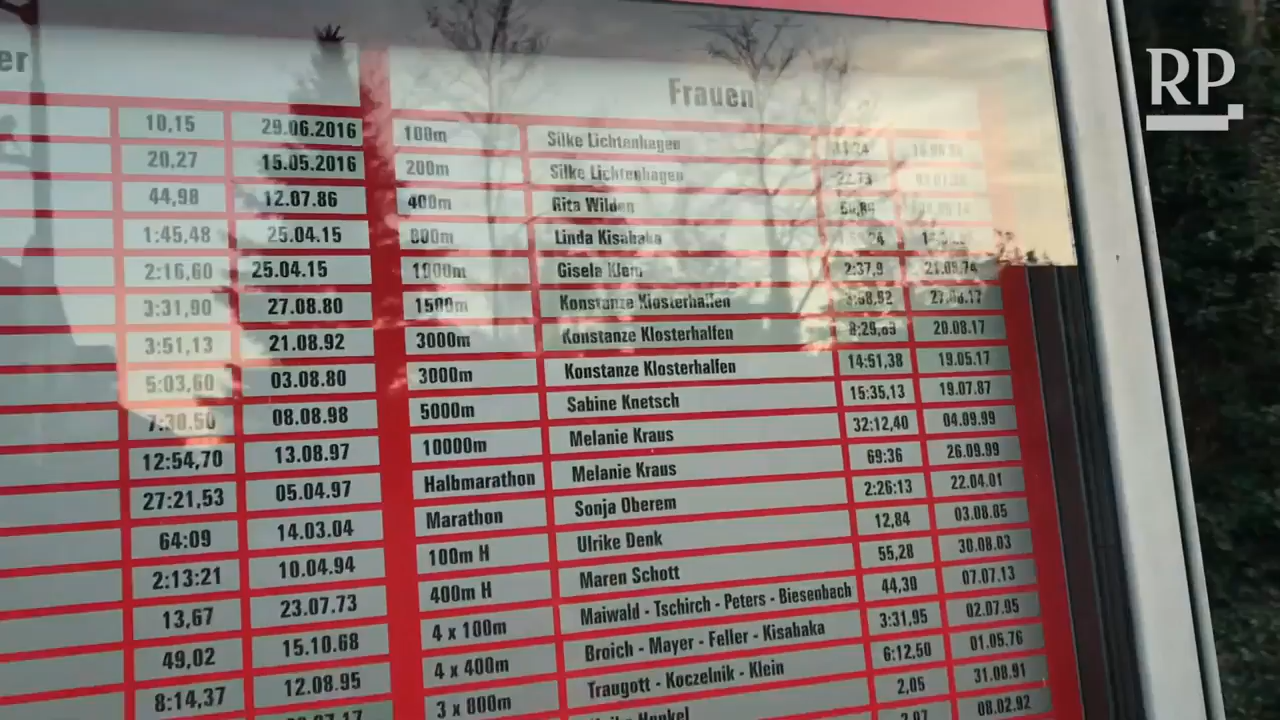 er
Frauen
RP
10,15 29.06.2016 100m Silke Lichtenhagen
20,27 15.05.2016 200m Silke Lichtenhagen
44,98 12.07.86 400m Rita Wilden
1:45,48 25.04.15 800m Linda Kisabaka
2:16,60 25.04.15 1000m Gisela Klein 2:37,9 21.05.74
3:31,90 27.08.80 1500m Konstanze Klosterhalfen 27.08.17
3:51,13 21.08.92 3000m Konstanze Klosterhalfen 20.08.17
5:03,60 03.08.80 3000m Konstanze Klosterhalfen 14:51,38 19.05.17
7:30.50 08.08.98 5000m Sabine Knetsch 15:35,13 19.07.87
12:54,70 13.08.97 10000m Melanie Kraus 32:12,40 04.09.99
27:21,53 05.04.97 Halbmarathon Melanie Kraus 69:36 26.09.99
64:09 14.03.04 Marathon Sonja Oberem 2:26:13 22.04.01
2:13:21 10.04.94 100m H Ulrike Denk 12,84 03.08.85
13,67 23.07.73 400m H Maren Schott 55,28 30.08.03
49,02 15.10.68 4 x 100m Maiwald - Tschirch - Peters - Biesenbach 44,30 07.07.13
8:14,37 12.08.95 4 x 400m Broich - Mayer - Feller - Kisabaka 3:31,95 02.07.95
3 x 800m Traugott - Koczelnik - Klein 6:12,50 01.05.76
Henkel 2,05 31.08.91
2,07 08.02.92